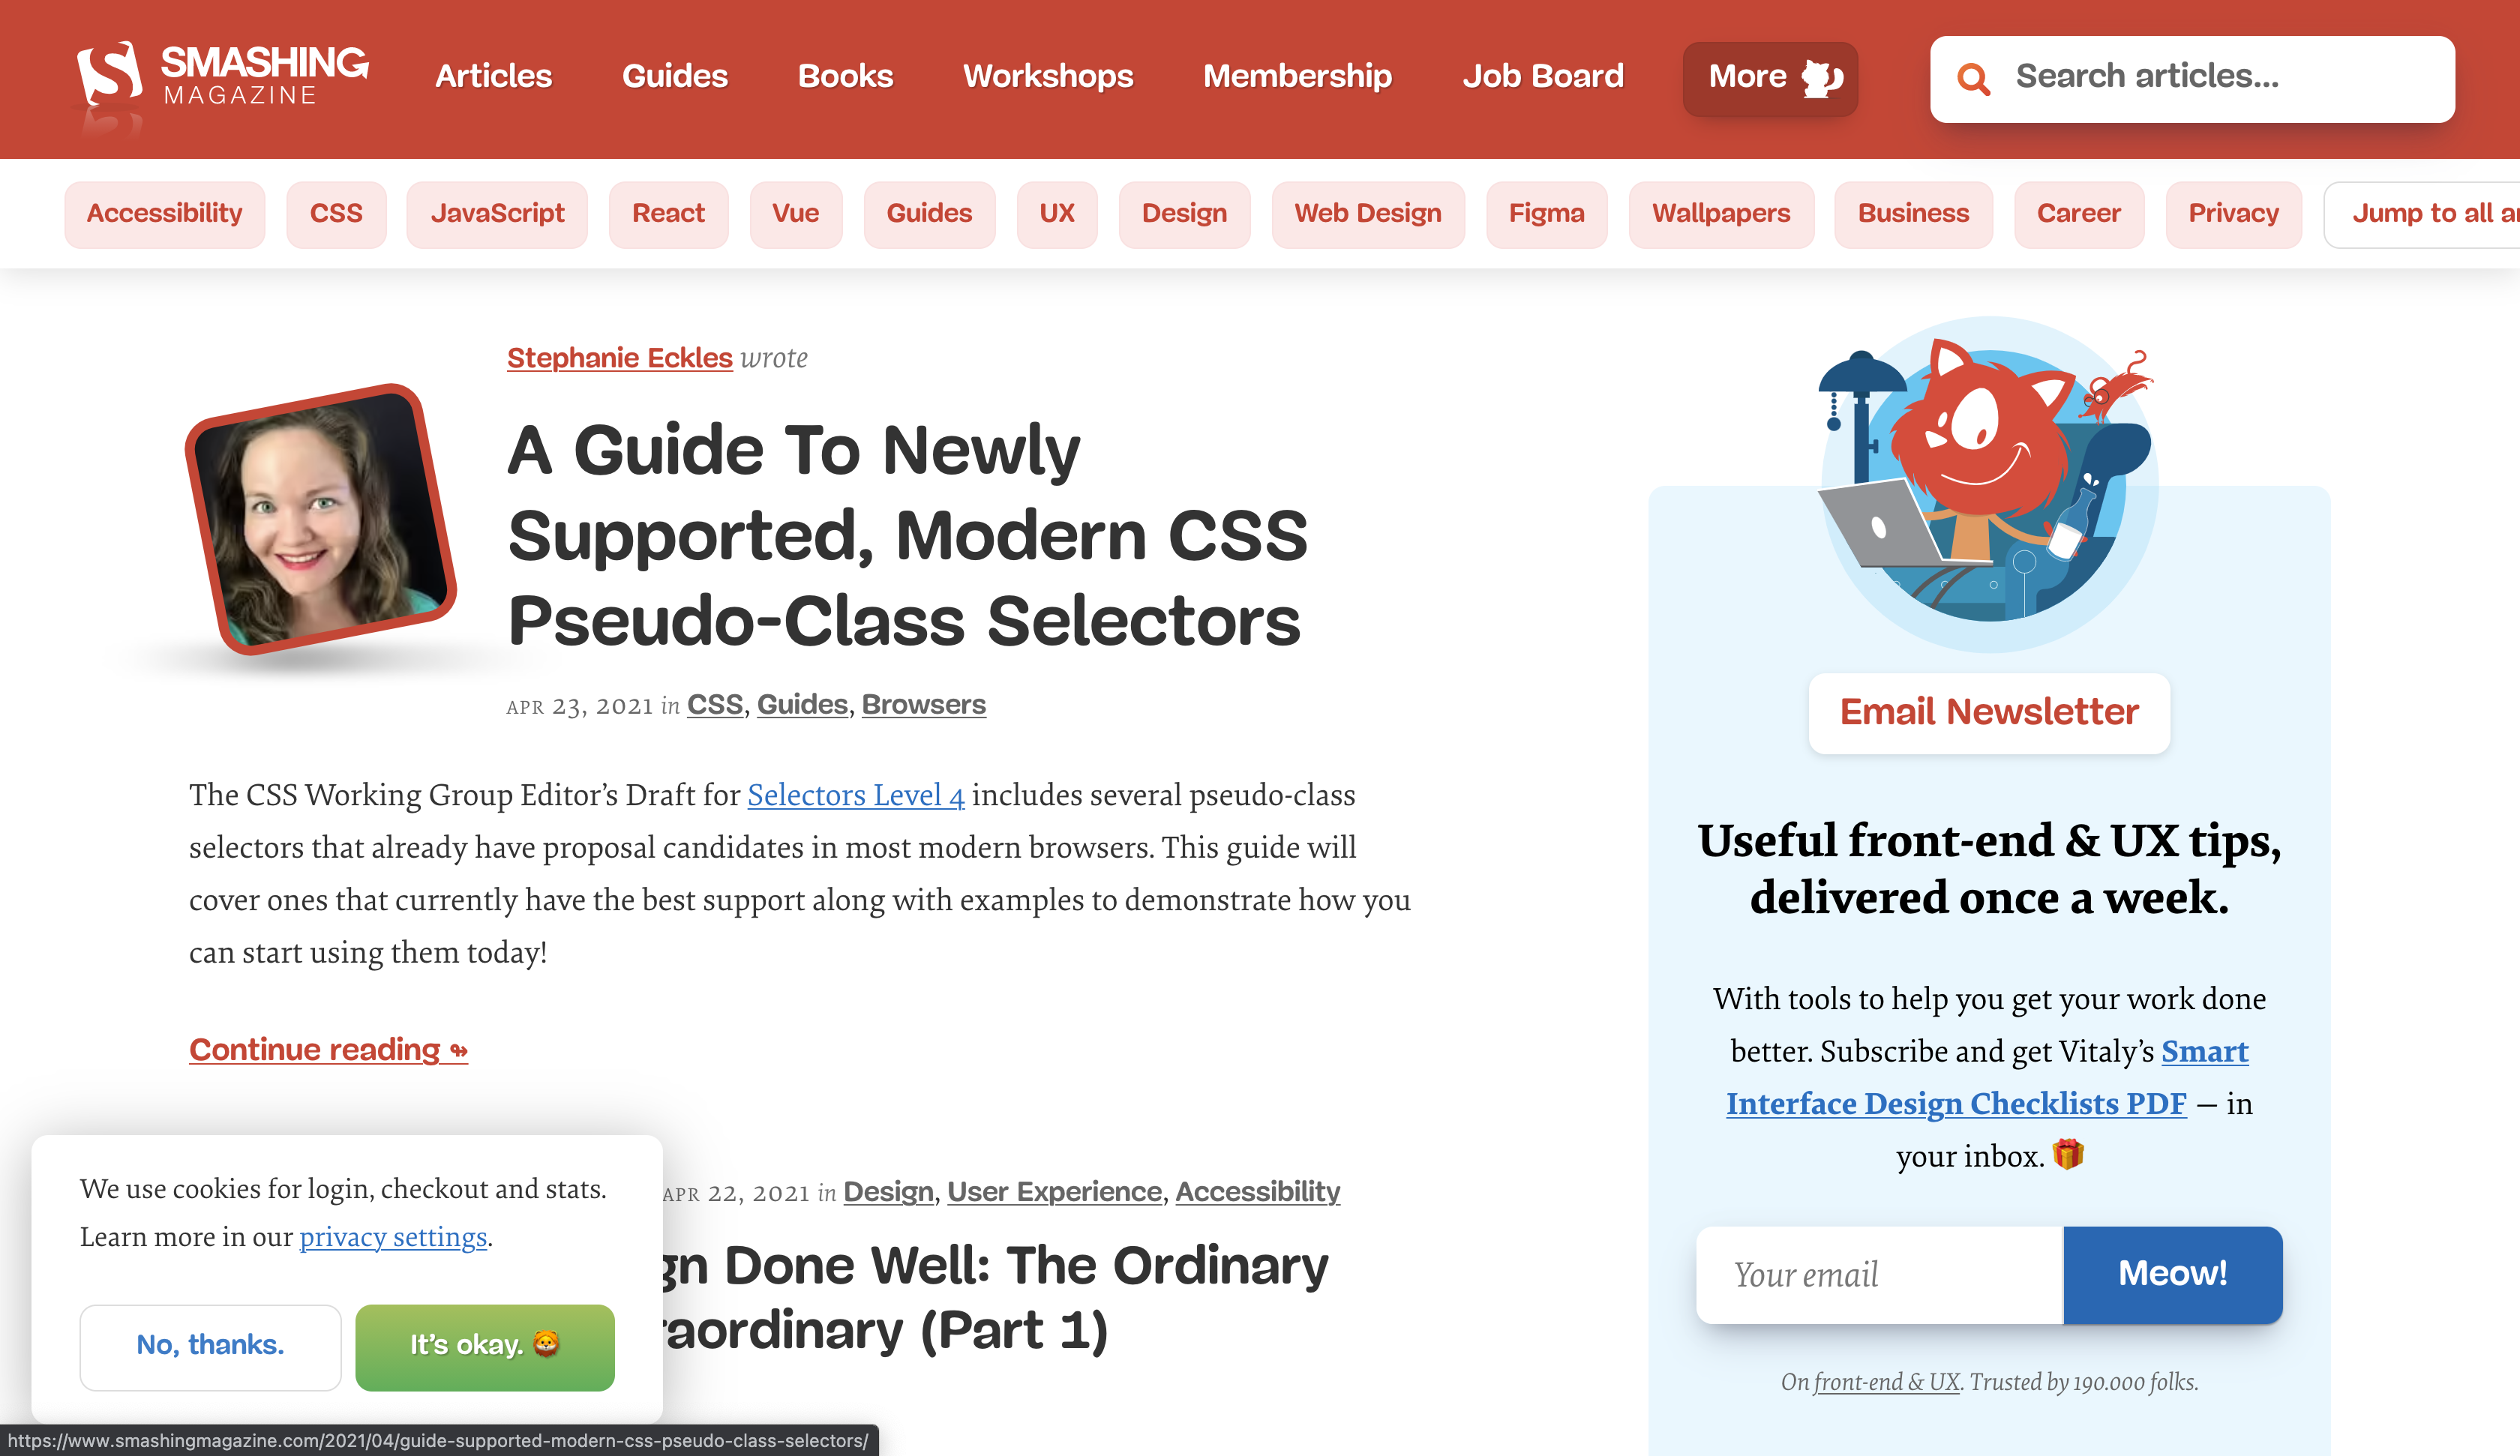 SMASHING
MAGAZINE
Articles
Guides
Books
Workshops
Membership
Job Board
More
Search articles...
Accessibility
CSS
JavaScript
React
Vue
Guides
UX
Design
Web Design
Figma
Wallpapers
Business
Career
Privacy
Jump to all
Stephanie Eckles wrote
A Guide To Newly
Supported, Modern CSS
Pseudo-Class Selectors
APR 23, 2021 in CSS, Guides, Browsers
The CSS Working Group Editor’s Draft for Selectors Level 4 includes several pseudo-class
selectors that already have proposal candidates in most modern browsers. This guide will
cover ones that currently have the best support along with examples to demonstrate how you
can start using them today!
Continue reading ↬
APR 22, 2021 in Design, User Experience, Accessibility
gn Done Well: The Ordinary
raordinary (Part 1)
We use cookies for login, checkout and stats.
Learn more in our privacy settings.
No, thanks.
It’s okay. 🦁
https://www.smashingmagazine.com/2021/04/guide-supported-modern-css-pseudo-class-selectors/
Email Newsletter
Useful front-end & UX tips,
delivered once a week.
With tools to help you get your work done
better. Subscribe and get Vitaly’s Smart
Interface Design Checklists PDF — in
your inbox. 🎁
Your email
Meow!
On front-end & UX. Trusted by 190.000 folks.